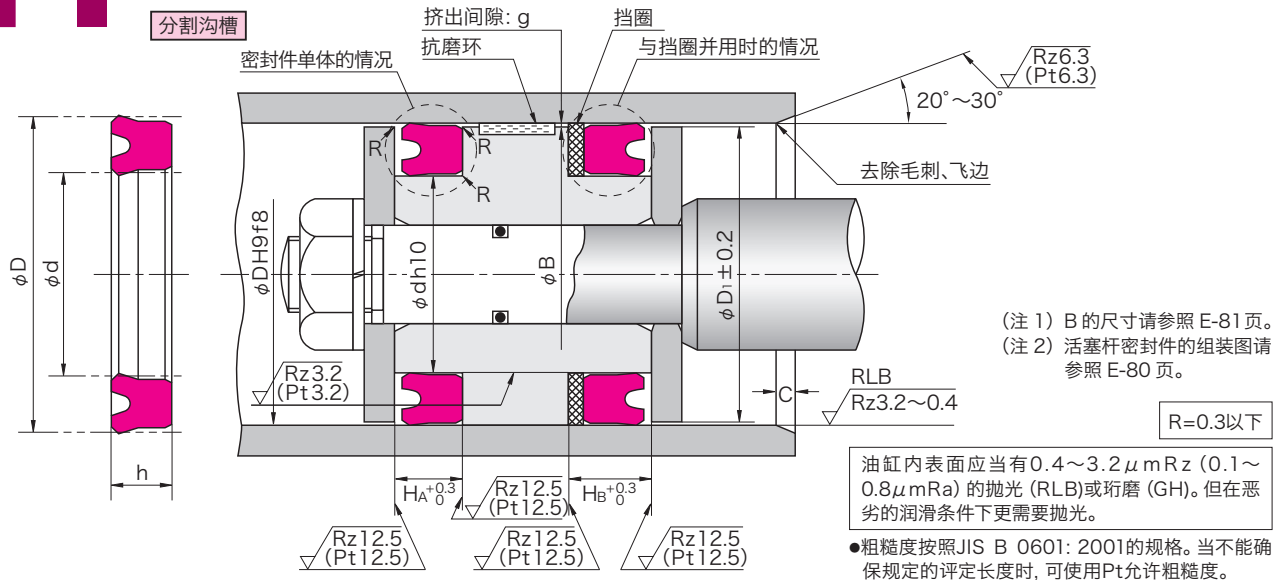 分割沟槽
挤出间隙: g
挡圈
密封件单体的情况
抗磨环
与挡圈并用时的情况
Rz6.3
(Pt6.3)
20°～30°
去除毛刺、飞边
R
R
R
φD
φd
φDH9f8
φdh10
φB
φD₁±0.2
(注 1) B 的尺寸请参照 E-81页。
(注 2) 活塞杆密封件的组装图请
参照 E-80 页。
Rz3.2
(Pt3.2)
C
RLB
Rz3.2～0.4
R=0.3以下
h
HA +0.3 0
HB +0.3 0
Rz12.5
(Pt12.5)
Rz12.5
(Pt12.5)
Rz12.5
(Pt12.5)
Rz12.5
(Pt12.5)
油缸内表面应当有0.4～3.2μmRz (0.1～
0.8μmRa) 的抛光 (RLB)或珩磨 (GH)。但在恶
劣的润滑条件下更需要抛光。
●粗糙度按照JIS B 0601: 2001的规格。当不能确
保规定的评定长度时, 可使用Pt允许粗糙度。